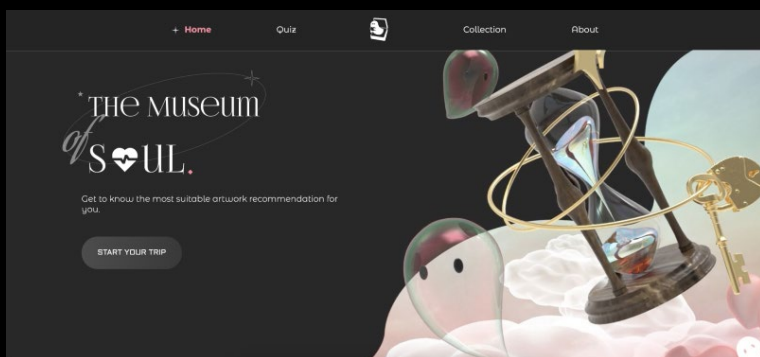 Home
Quiz
Collection
About
THe MUSeUm
of
SUL.
Get to know the most suitable artwork recommendation for
you.
START YOUR TRIP